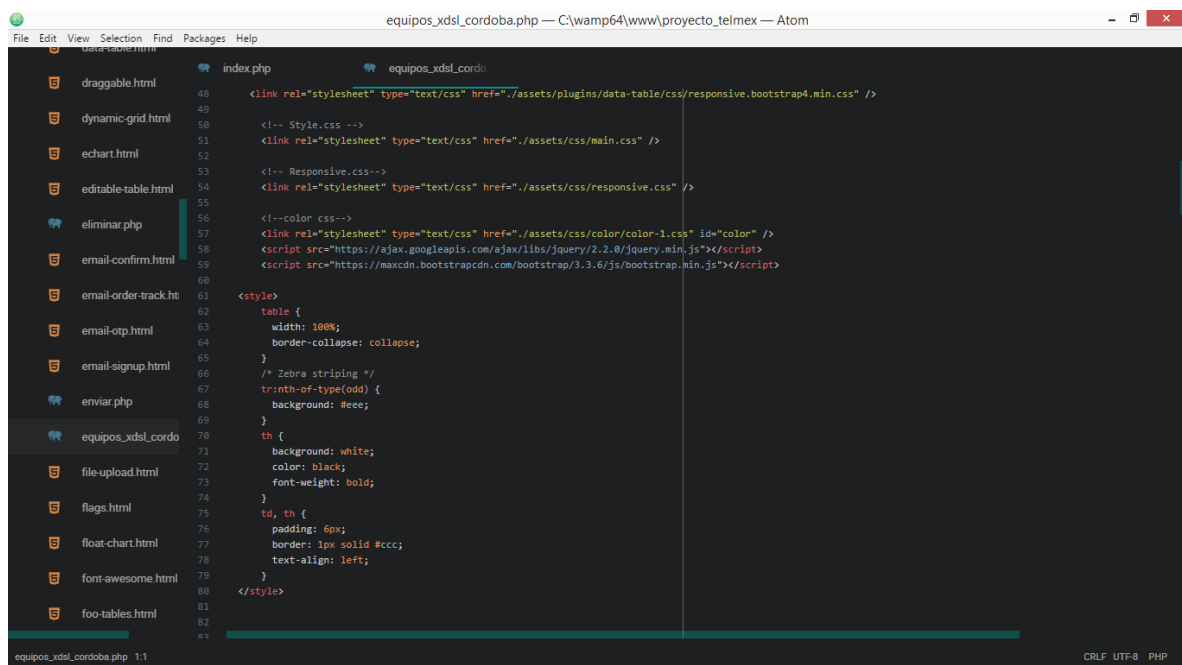 equipos_xdsl_cordoba.php — C:\wamp64\www\proyecto_telmex — Atom
File Edit View Selection Find Packages Help
data-table.html
draggable.html
dynamic-grid.html
echart.html
editable-table.html
eliminar.php
email-confirm.html
email-order-track.ht
email-otp.html
email-signup.html
enviar.php
equipos_xdsl_cordo
file-upload.html
flags.html
float-chart.html
font-awesome.html
foo-tables.html
index.php equipos_xdsl_cordo.
48 <link rel="stylesheet" type="text/css" href="./assets/plugins/data-table/css/responsive.bootstrap4.min.css" />
49
50 <!-- Style.css -->
51 <link rel="stylesheet" type="text/css" href="./assets/css/main.css" />
52
53 <!-- Responsive.css-->
54 <link rel="stylesheet" type="text/css" href="./assets/css/responsive.css" />
55
56 <!--color css-->
57 <link rel="stylesheet" type="text/css" href="./assets/css/color/color-1.css" id="color" />
58 <script src="https://ajax.googleapis.com/ajax/libs/jquery/2.2.0/jquery.min.js"></script>
59 <script src="https://maxcdn.bootstrapcdn.com/bootstrap/3.3.6/js/bootstrap.min.js"></script>
60
61 <style>
62 table {
63 width: 100%;
64 border-collapse: collapse;
65 }
66 /* Zebra striping */
67 tr:nth-of-type(odd) {
68 background: #eee;
69 }
70 th {
71 background: white;
72 color: black;
73 font-weight: bold;
74 }
75 td, th {
76 padding: 6px;
77 border: 1px solid #ccc;
78 text-align: left;
79 }
80 </style>
81
82
83
equipos_xdsl_cordoba.php 1:1
CRLF UTF-8 PHP